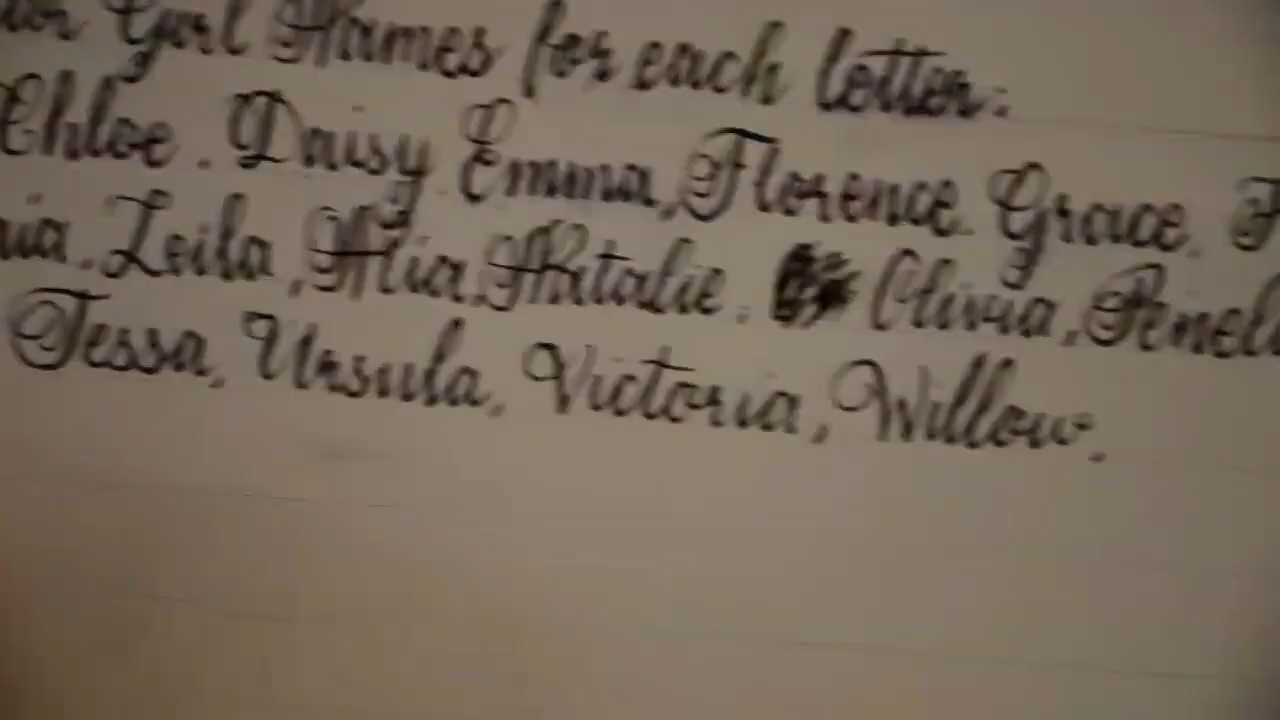 Girl Names for each letter:
Chloe. Daisy Emma, Florence. Grace.
Leila, Mia, Natalie. Olivia,
Tessa, Ursula, Victoria, Willow.